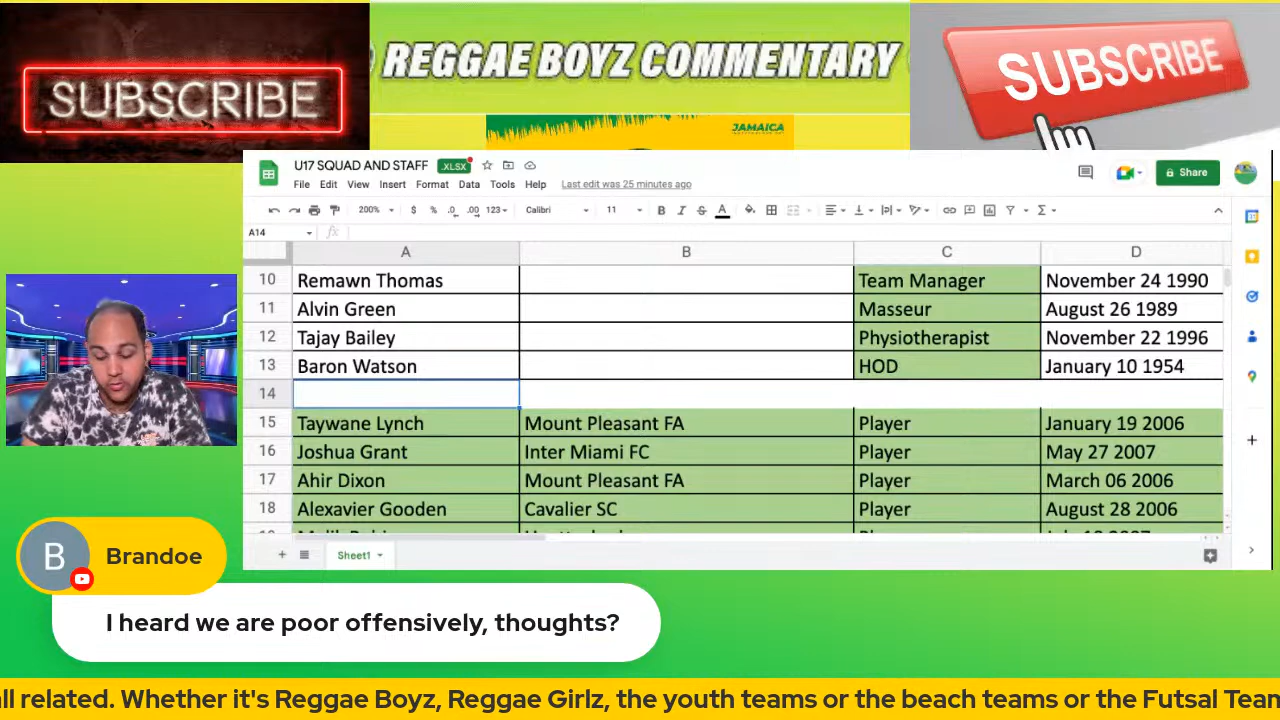 SUBSCRIBE
REGGAE BOYZ COMMENTARY
SUBSCRIBE
JAMAICA
U17 SQUAD AND STAFF .XLSX
File Edit View Insert Format Data Tools Help Last edit was 25 minutes ago
Share
200% $ % .0 .00 123 Calibri 11 B I S A
A14 fx
A B C D
10 Remawn Thomas Team Manager November 24 1990
11 Alvin Green Masseur August 26 1989
12 Tajay Bailey Physiotherapist November 22 1996
13 Baron Watson HOD January 10 1954
14
15 Taywane Lynch Mount Pleasant FA Player January 19 2006
16 Joshua Grant Inter Miami FC Player May 27 2007
17 Ahir Dixon Mount Pleasant FA Player March 06 2006
18 Alexavier Gooden Cavalier SC Player August 28 2006
Sheet1
B Brandoe
I heard we are poor offensively, thoughts?
all related. Whether it's Reggae Boyz, Reggae Girlz, the youth teams or the beach teams or the Futsal Team